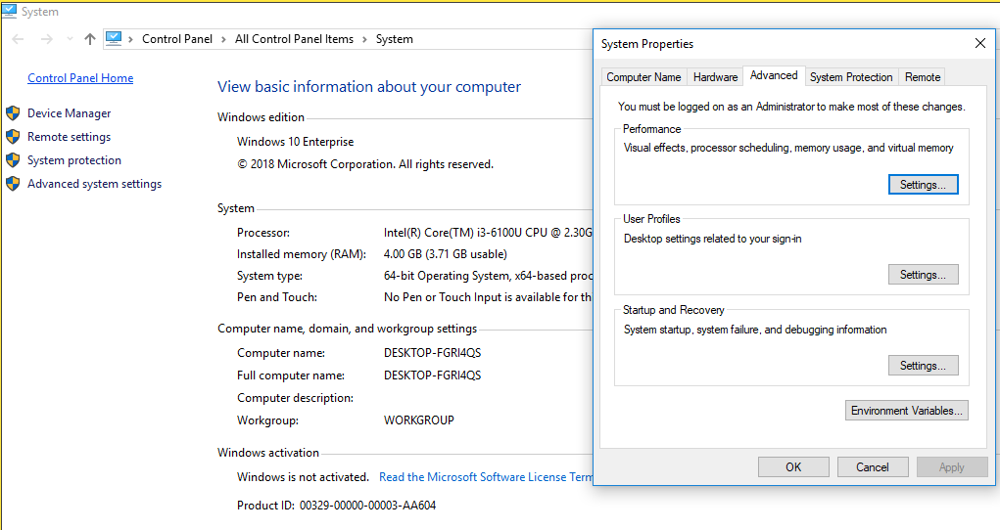 System
Control Panel > All Control Panel Items > System
Control Panel Home
Device Manager
Remote settings
System protection
Advanced system settings
View basic information about your computer
Windows edition
Windows 10 Enterprise
© 2018 Microsoft Corporation. All rights reserved.
System
Processor: Intel(R) Core(TM) i3-6100U CPU @ 2.30G
Installed memory (RAM): 4.00 GB (3.71 GB usable)
System type: 64-bit Operating System, x64-based proc
Pen and Touch: No Pen or Touch Input is available for th
Computer name, domain, and workgroup settings
Computer name: DESKTOP-FGRI4QS
Full computer name: DESKTOP-FGRI4QS
Computer description:
Workgroup: WORKGROUP
Windows activation
Windows is not activated. Read the Microsoft Software License Term
Product ID: 00329-00000-00003-AA604
System Properties
Computer Name Hardware Advanced System Protection Remote
You must be logged on as an Administrator to make most of these changes.
Performance
Visual effects, processor scheduling, memory usage, and virtual memory
Settings...
User Profiles
Desktop settings related to your sign-in
Settings...
Startup and Recovery
System startup, system failure, and debugging information
Settings...
Environment Variables...
OK Cancel Apply